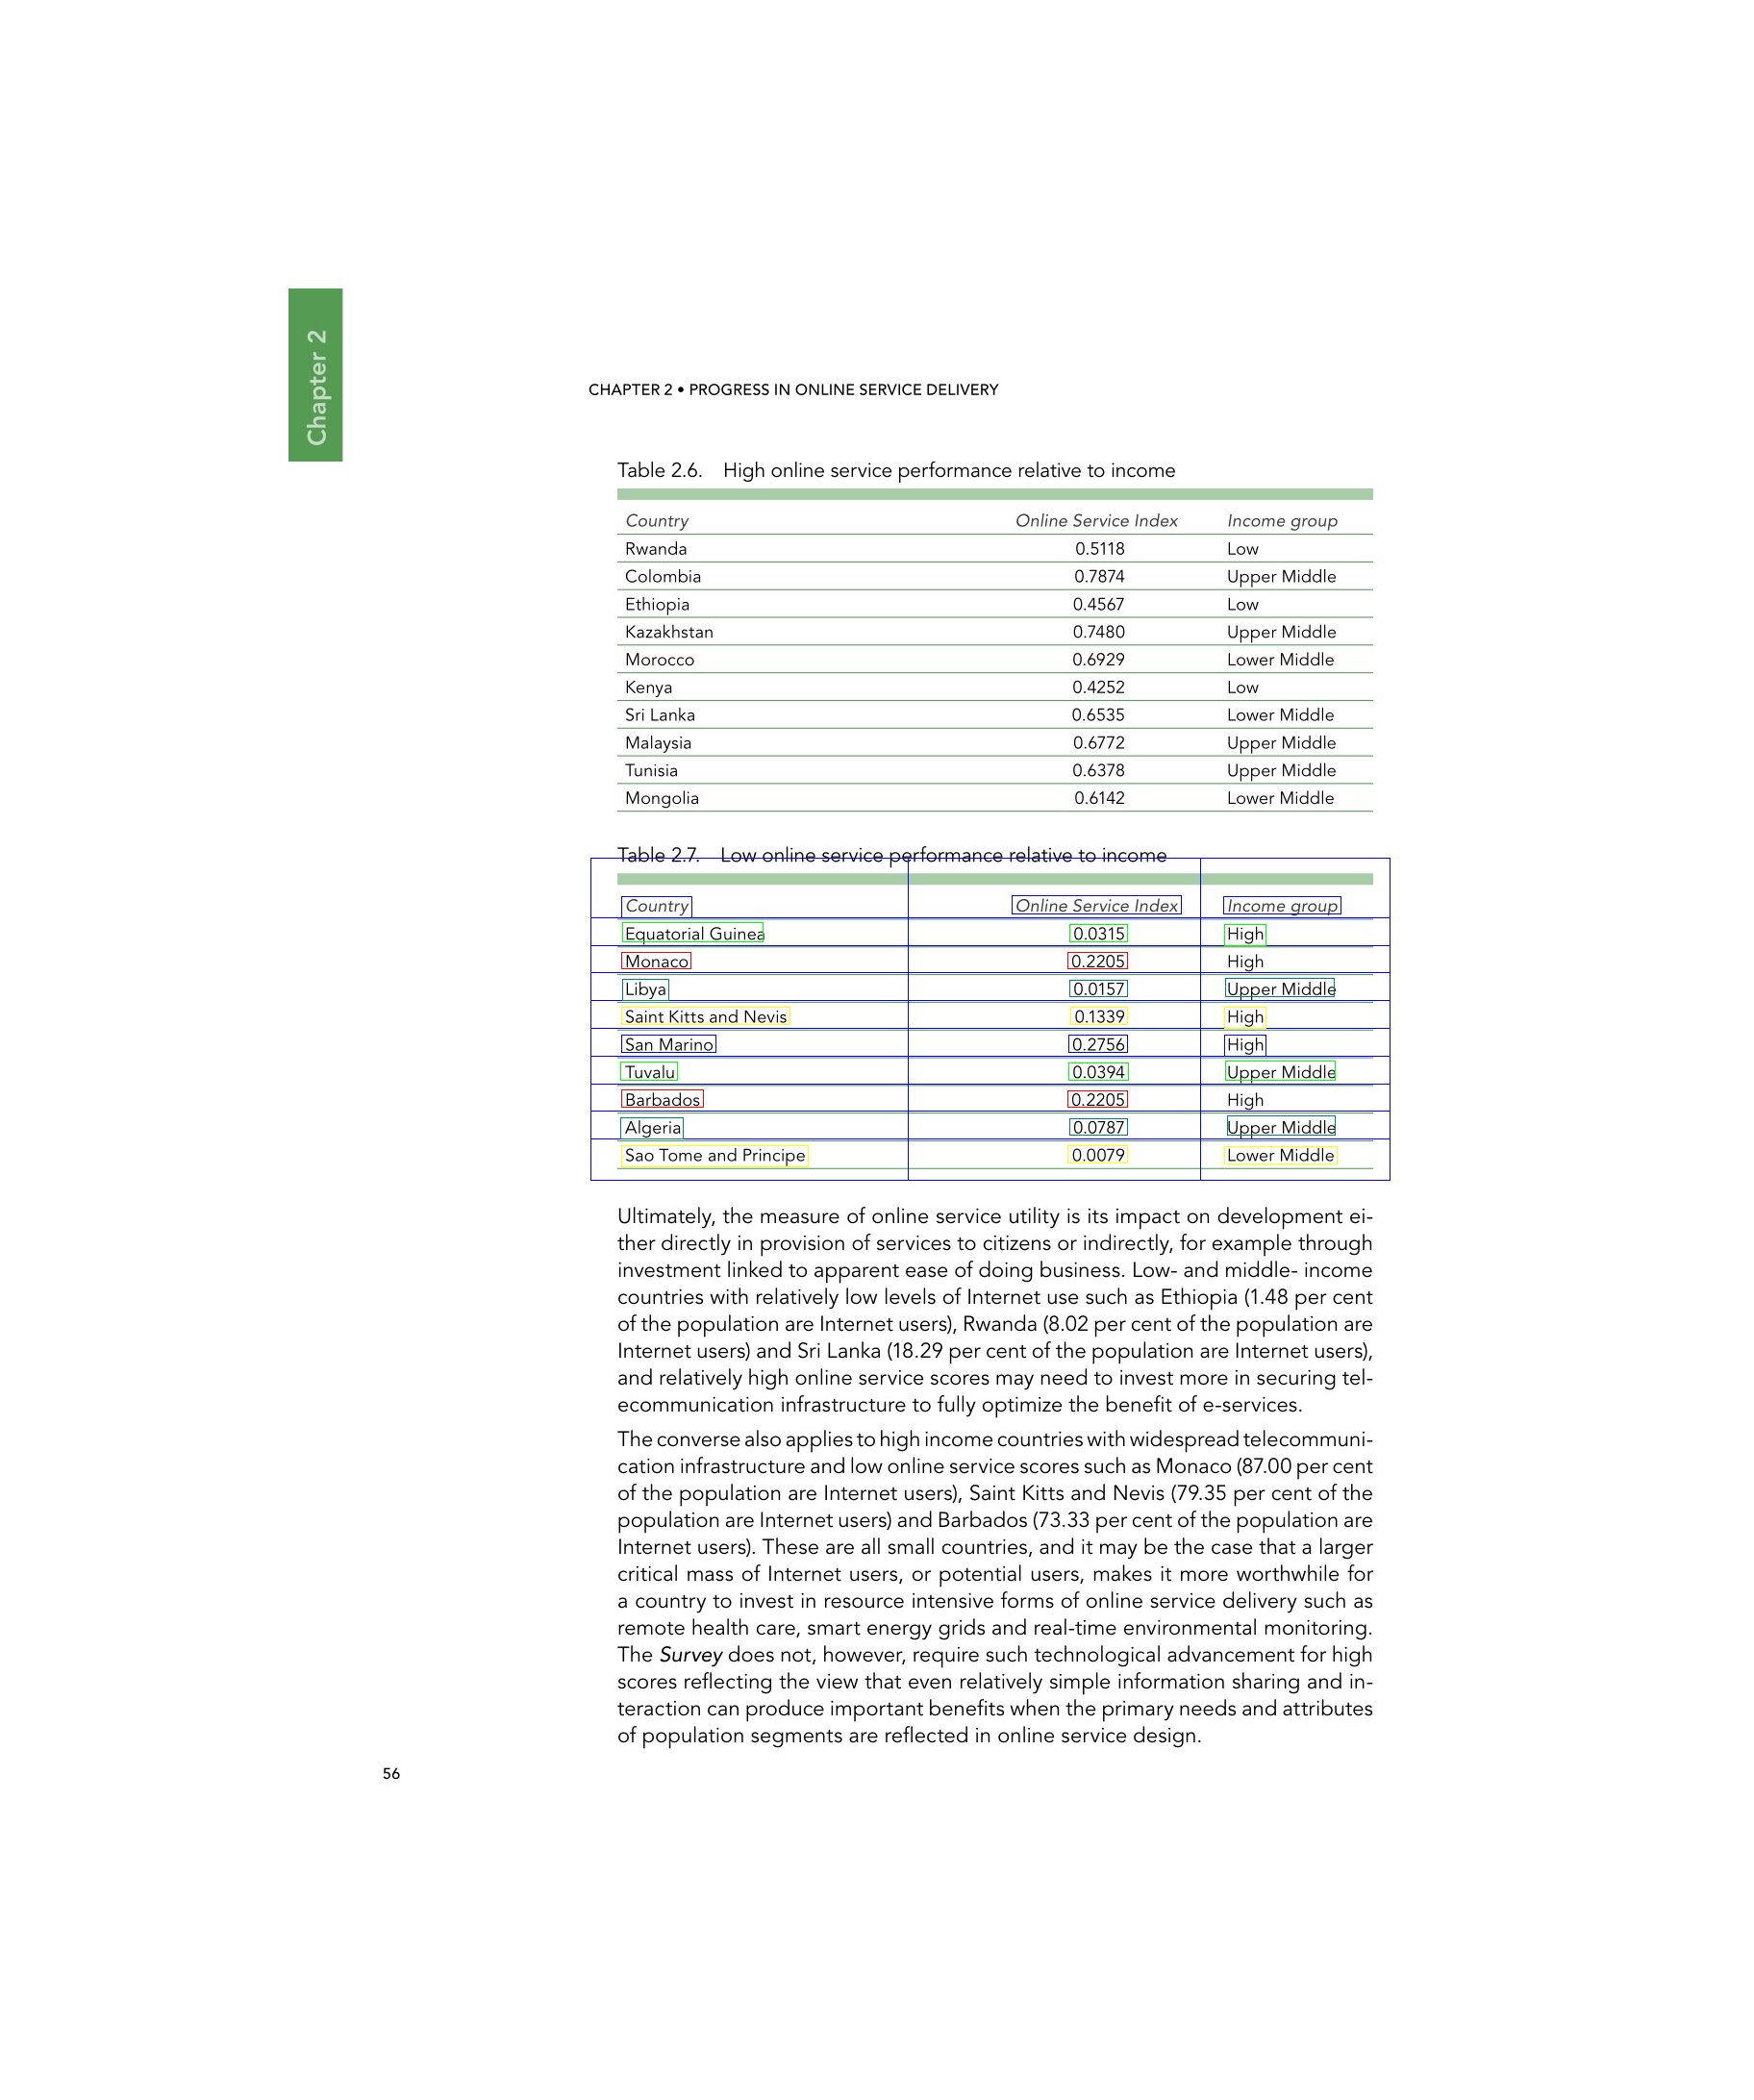 Chapter 2
CHAPTER 2 • PROGRESS IN ONLINE SERVICE DELIVERY
Table 2.6. High online service performance relative to income
Country Online Service Index Income group
Rwanda 0.5118 Low
Colombia 0.7874 Upper Middle
Ethiopia 0.4567 Low
Kazakhstan 0.7480 Upper Middle
Morocco 0.6929 Lower Middle
Kenya 0.4252 Low
Sri Lanka 0.6535 Lower Middle
Malaysia 0.6772 Upper Middle
Tunisia 0.6378 Upper Middle
Mongolia 0.6142 Lower Middle
Table 2.7. Low online service performance relative to income
Country Online Service Index Income group
Equatorial Guinea 0.0315 High
Monaco 0.2205 High
Libya 0.0157 Upper Middle
Saint Kitts and Nevis 0.1339 High
San Marino 0.2756 High
Tuvalu 0.0394 Upper Middle
Barbados 0.2205 High
Algeria 0.0787 Upper Middle
Sao Tome and Principe 0.0079 Lower Middle
Ultimately, the measure of online service utility is its impact on development ei-
ther directly in provision of services to citizens or indirectly, for example through
investment linked to apparent ease of doing business. Low- and middle- income
countries with relatively low levels of Internet use such as Ethiopia (1.48 per cent
of the population are Internet users), Rwanda (8.02 per cent of the population are
Internet users) and Sri Lanka (18.29 per cent of the population are Internet users),
and relatively high online service scores may need to invest more in securing tel-
ecommunication infrastructure to fully optimize the benefit of e-services.
The converse also applies to high income countries with widespread telecommuni-
cation infrastructure and low online service scores such as Monaco (87.00 per cent
of the population are Internet users), Saint Kitts and Nevis (79.35 per cent of the
population are Internet users) and Barbados (73.33 per cent of the population are
Internet users). These are all small countries, and it may be the case that a larger
critical mass of Internet users, or potential users, makes it more worthwhile for
a country to invest in resource intensive forms of online service delivery such as
remote health care, smart energy grids and real-time environmental monitoring.
The Survey does not, however, require such technological advancement for high
scores reflecting the view that even relatively simple information sharing and in-
teraction can produce important benefits when the primary needs and attributes
of population segments are reflected in online service design.
56